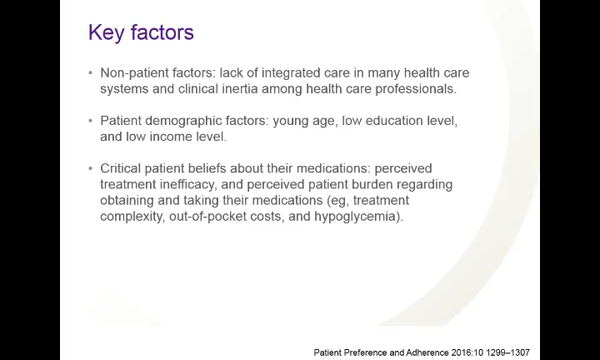 Key factors
• Non-patient factors: lack of integrated care in many health care
systems and clinical inertia among health care professionals.
• Patient demographic factors: young age, low education level,
and low income level.
• Critical patient beliefs about their medications: perceived
treatment inefficacy, and perceived patient burden regarding
obtaining and taking their medications (eg, treatment
complexity, out-of-pocket costs, and hypoglycemia).
Patient Preference and Adherence 2016:10 1299–1307